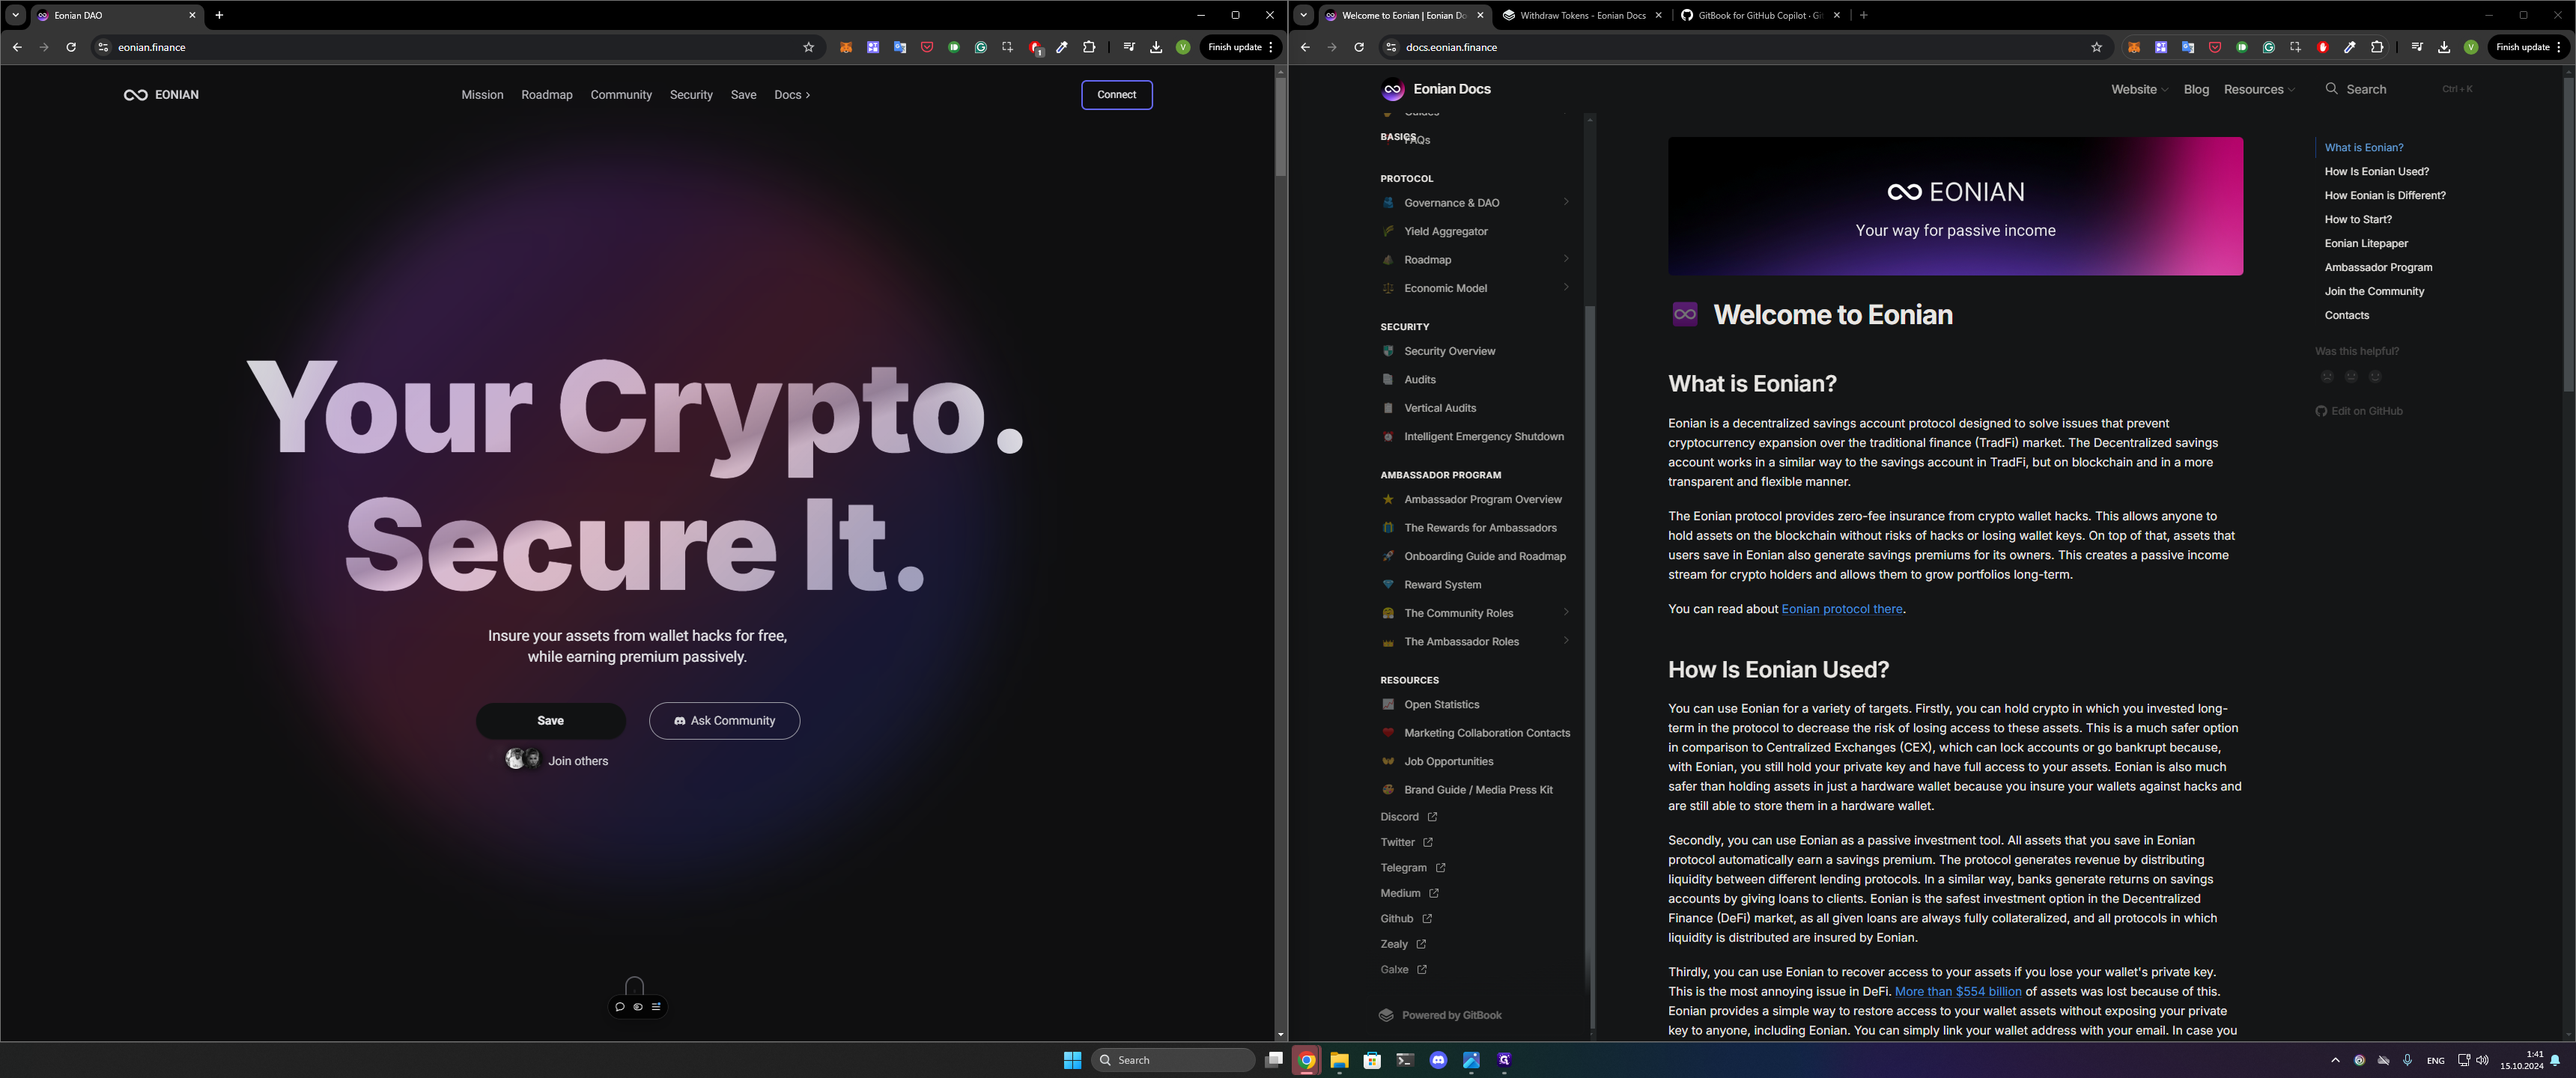 Eonian DAO
eonian.finance
1
Finish update
EONIAN
Mission
Roadmap
Community
Security
Save
Docs
Connect
Your Crypto.
Secure It.
Insure your assets from wallet hacks for free,
while earning premium passively.
Save
Ask Community
Join others
Welcome to Eonian | Eonian Do
Withdraw Tokens - Eonian Docs
GitBook for GitHub Copilot · Gi
docs.eonian.finance
Finish update
Eonian Docs
Website
Blog
Resources
Search
Ctrl + K
Guides
BASICS
FAQs
PROTOCOL
Governance & DAO
Yield Aggregator
Roadmap
Economic Model
SECURITY
Security Overview
Audits
Vertical Audits
Intelligent Emergency Shutdown
AMBASSADOR PROGRAM
Ambassador Program Overview
The Rewards for Ambassadors
Onboarding Guide and Roadmap
Reward System
The Community Roles
The Ambassador Roles
RESOURCES
Open Statistics
Marketing Collaboration Contacts
Job Opportunities
Brand Guide / Media Press Kit
Discord
Twitter
Telegram
Medium
Github
Zealy
Galxe
Powered by GitBook
EONIAN
Your way for passive income
Welcome to Eonian
What is Eonian?
Eonian is a decentralized savings account protocol designed to solve issues that prevent
cryptocurrency expansion over the traditional finance (TradFi) market. The Decentralized savings
account works in a similar way to the savings account in TradFi, but on blockchain and in a more
transparent and flexible manner.
The Eonian protocol provides zero-fee insurance from crypto wallet hacks. This allows anyone to
hold assets on the blockchain without risks of hacks or losing wallet keys. On top of that, assets that
users save in Eonian also generate savings premiums for its owners. This creates a passive income
stream for crypto holders and allows them to grow portfolios long-term.
You can read about Eonian protocol there.
How Is Eonian Used?
You can use Eonian for a variety of targets. Firstly, you can hold crypto in which you invested long-
term in the protocol to decrease the risk of losing access to these assets. This is a much safer option
in comparison to Centralized Exchanges (CEX), which can lock accounts or go bankrupt because,
with Eonian, you still hold your private key and have full access to your assets. Eonian is also much
safer than holding assets in just a hardware wallet because you insure your wallets against hacks and
are still able to store them in a hardware wallet.
Secondly, you can use Eonian as a passive investment tool. All assets that you save in Eonian
protocol automatically earn a savings premium. The protocol generates revenue by distributing
liquidity between different lending protocols. In a similar way, banks generate returns on savings
accounts by giving loans to clients. Eonian is the safest investment option in the Decentralized
Finance (DeFi) market, as all given loans are always fully collateralized, and all protocols in which
liquidity is distributed are insured by Eonian.
Thirdly, you can use Eonian to recover access to your assets if you lose your wallet's private key.
This is the most annoying issue in DeFi. More than $554 billion of assets was lost because of this.
Eonian provides a simple way to restore access to your wallet assets without exposing your private
key to anyone, including Eonian. You can simply link your wallet address with your email. In case you
What is Eonian?
How Is Eonian Used?
How Eonian is Different?
How to Start?
Eonian Litepaper
Ambassador Program
Join the Community
Contacts
Was this helpful?
Edit on GitHub
Search
ENG
1:41
15.10.2024